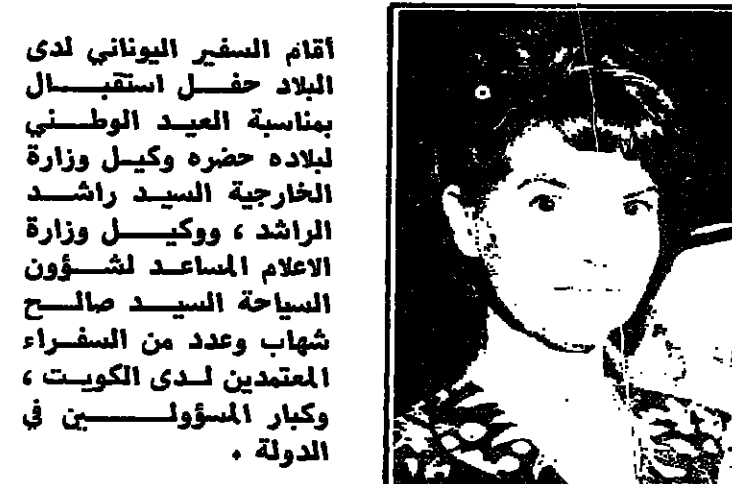 أقام السفير اليوناني لدى
البلاد حفل استقبال
بمناسبة العيد الوطني
لبلاده حضره وكيل وزارة
الخارجية السيد راشد
الراشد ، ووكيل وزارة
الاعلام المساعد لشؤون
السياحة السيد صالح
شهاب وعدد من السفراء
المعتمدين لدى الكويت ،
وكبار المسؤولين في
الدولة .